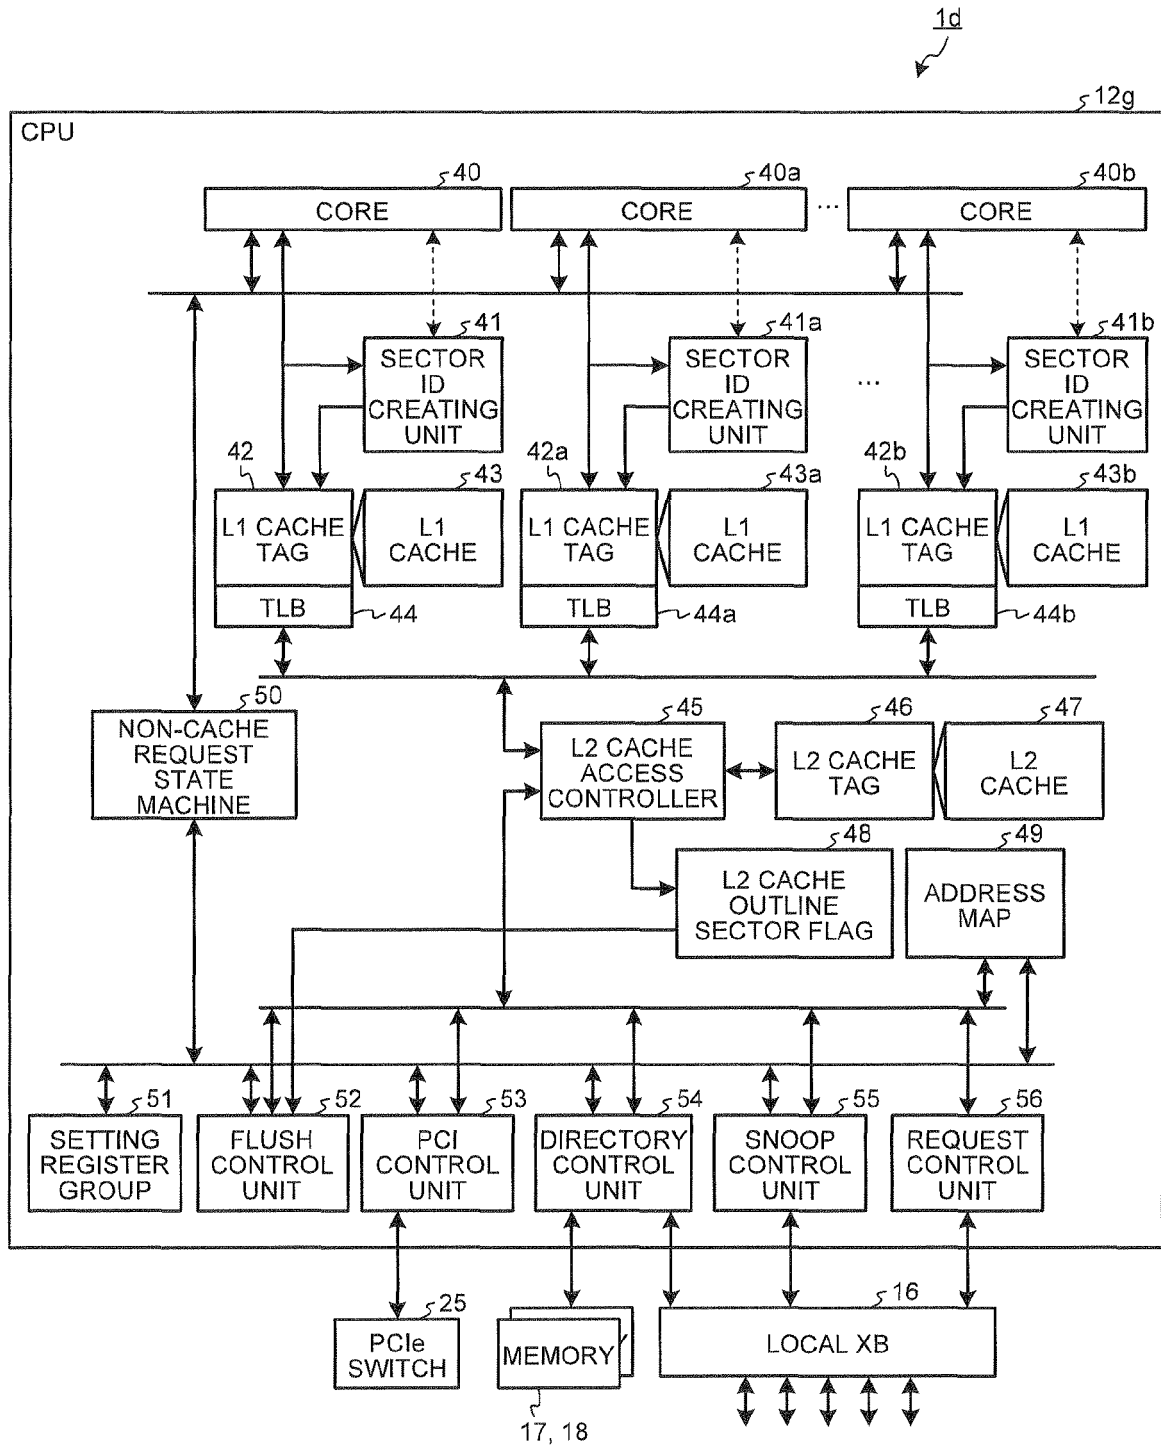 1d
12g
CPU
40
40a
40b
CORE
CORE
...
CORE
41
41a
41b
SECTOR
ID
CREATING
UNIT
SECTOR
ID
CREATING
UNIT
...
SECTOR
ID
CREATING
UNIT
42
43
42a
43a
42b
43b
L1 CACHE
TAG
L1
CACHE
L1 CACHE
TAG
L1
CACHE
L1 CACHE
TAG
L1
CACHE
TLB
44
TLB
44a
TLB
44b
50
NON-CACHE
REQUEST
STATE
MACHINE
45
L2 CACHE
ACCESS
CONTROLLER
46
L2 CACHE
TAG
47
L2
CACHE
48
L2 CACHE
OUTLINE
SECTOR FLAG
49
ADDRESS
MAP
51
SETTING
REGISTER
GROUP
52
FLUSH
CONTROL
UNIT
53
PCI
CONTROL
UNIT
54
DIRECTORY
CONTROL
UNIT
55
SNOOP
CONTROL
UNIT
56
REQUEST
CONTROL
UNIT
25
PCIe
SWITCH
MEMORY
17, 18
16
LOCAL XB